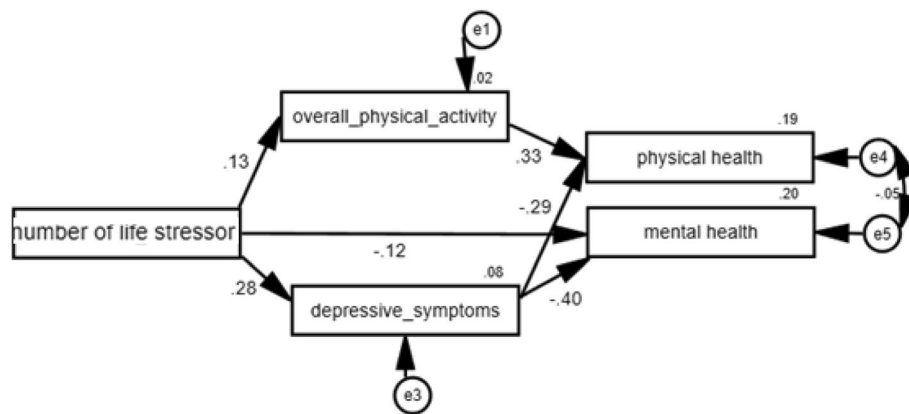 e1
.02
overall_physical_activity
.19
.13
.33
physical health
e4
-.29
-.05
.20
number of life stressor
mental health
e5
-.12
.08
.28
-.40
depressive_symptoms
e3